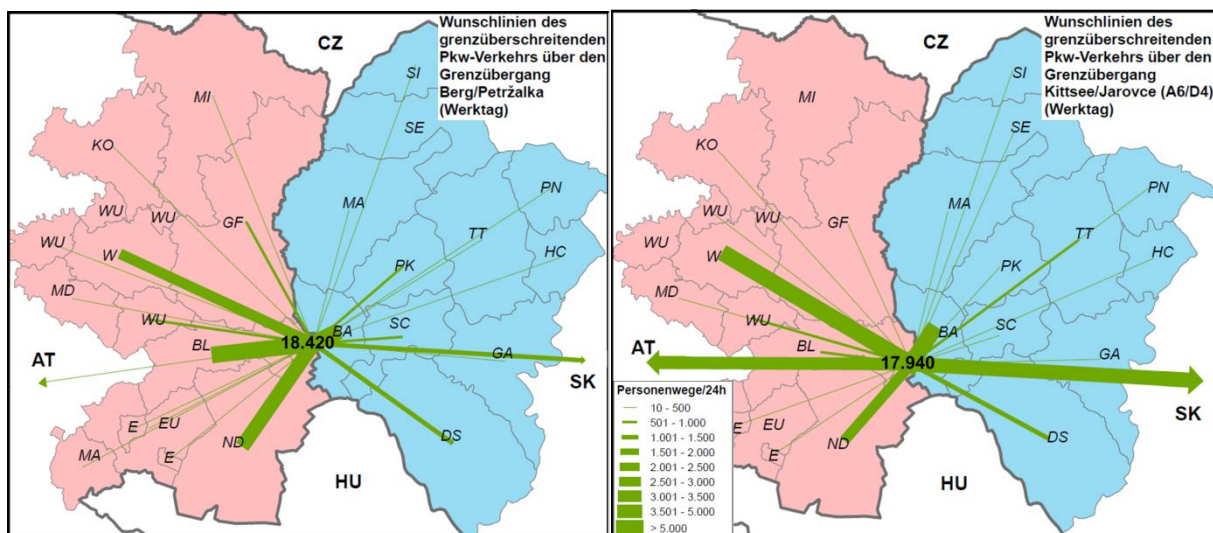 Wunschlinien des
grenzüberschreitenden
Pkw-Verkehrs über den
Grenzübergang
Berg/Petržalka
(Werktag)
CZ
SI
MI
SE
KO
PN
MA
WU
WU
GF
TT
WU
W
HC
PK
MD
WU
BA
SC
BL
18.420
GA
AT
SK
E
EU
ND
DS
MA
E
HU
Wunschlinien des
grenzüberschreitenden
Pkw-Verkehrs über den
Grenzübergang
Kittsee/Jarovce (A6/D4)
(Werktag)
CZ
SI
MI
SE
KO
PN
MA
WU
WU
GF
TT
WU
W
HC
PK
MD
WU
BA
SC
BL
17.940
GA
AT
SK
Personenwege/24h
10 - 500
501 - 1.000
1.001 - 1.500
1.501 - 2.000
2.001 - 2.500
2.501 - 3.000
3.001 - 3.500
3.501 - 5.000
> 5.000
E
EU
ND
DS
E
HU